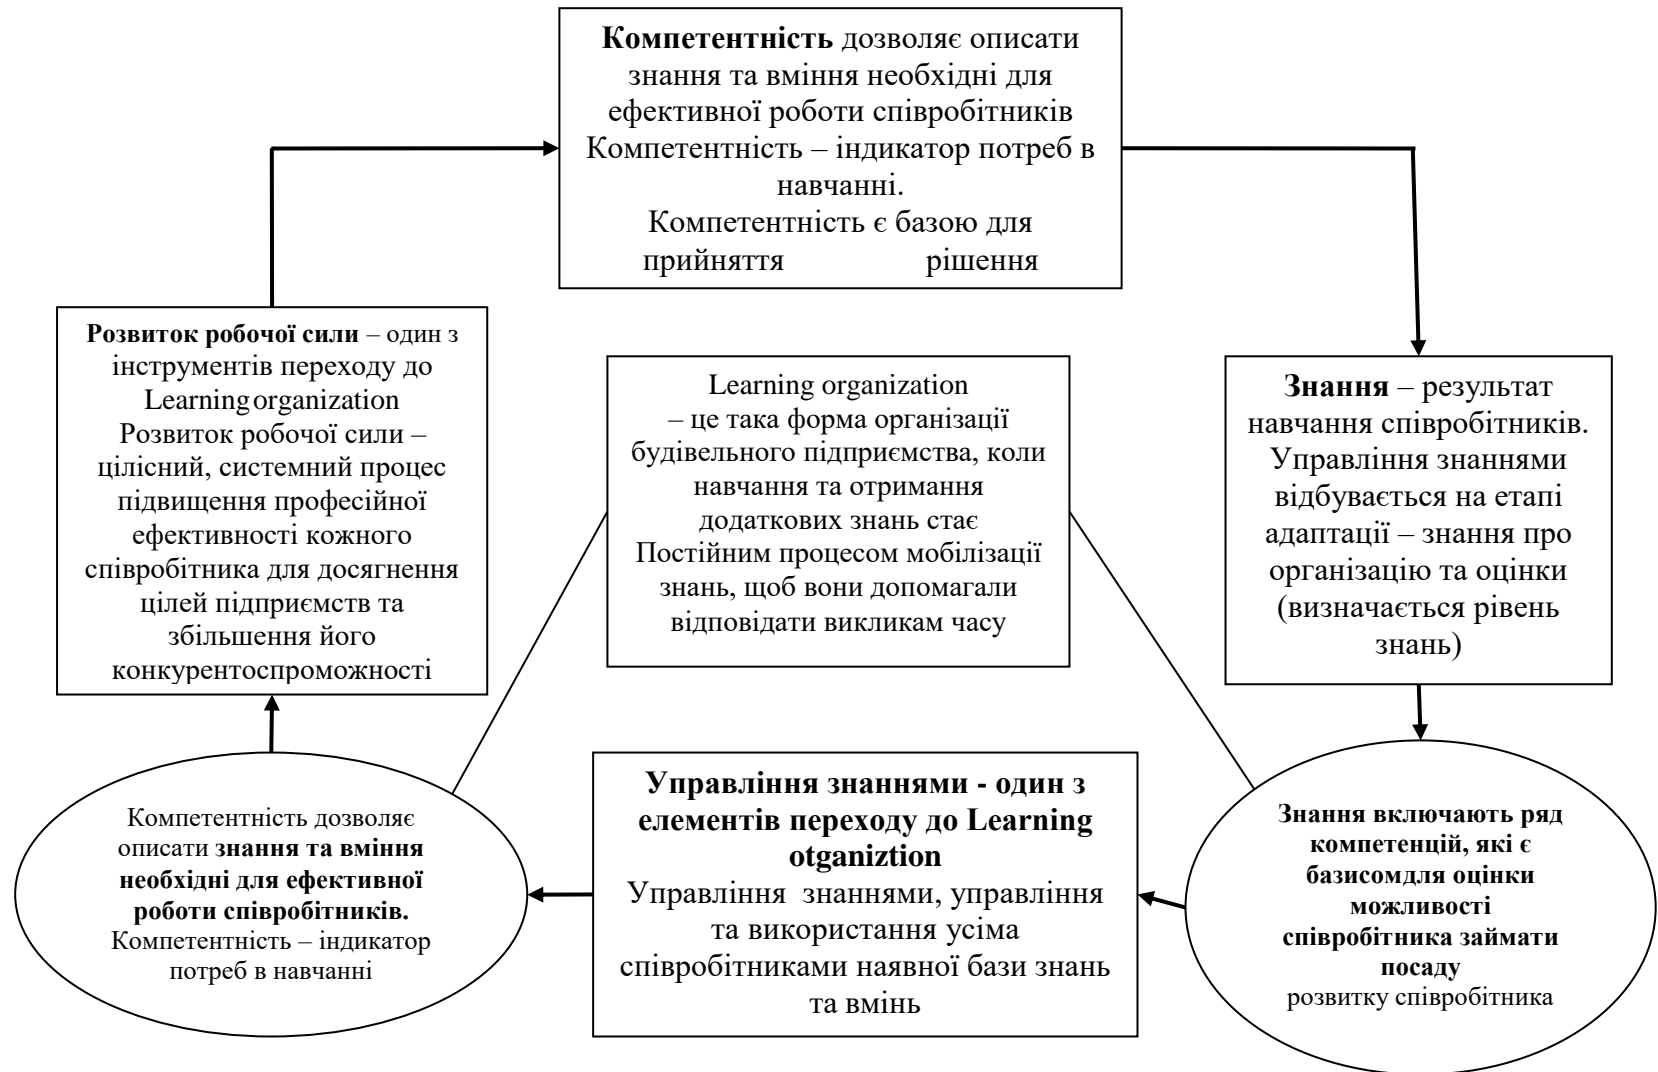 Компетентність дозволяє описати
знання та вміння необхідні для
ефективної роботи співробітників
Компетентність – індикатор потреб в
навчанні.
Компетентність є базою для
прийняття рішення
Розвиток робочої сили – один з
інструментів переходу до
Learning organization
Розвиток робочої сили –
цілісний, системний процес
підвищення професійної
ефективності кожного
співробітника для досягнення
цілей підприємств та
збільшення його
конкурентоспроможності
Learning organization
– це така форма організації
будівельного підприємства, коли
навчання та отримання
додаткових знань стає
Постійним процесом мобілізації
знань, щоб вони допомагали
відповідати викликам часу
Знання – результат
навчання співробітників.
Управління знаннями
відбувається на етапі
адаптації – знання про
організацію та оцінки
(визначається рівень
знань)
Компетентність дозволяє
описати знання та вміння
необхідні для ефективної
роботи співробітників.
Компетентність – індикатор
потреб в навчанні
Управління знаннями - один з
елементів переходу до Learning
otganiztion
Управління знаннями, управління
та використання усіма
співробітниками наявної бази знань
та вмінь
Знання включають ряд
компетенцій, які є
базисомдля оцінки
можливості
співробітника займати
посаду
розвитку співробітника